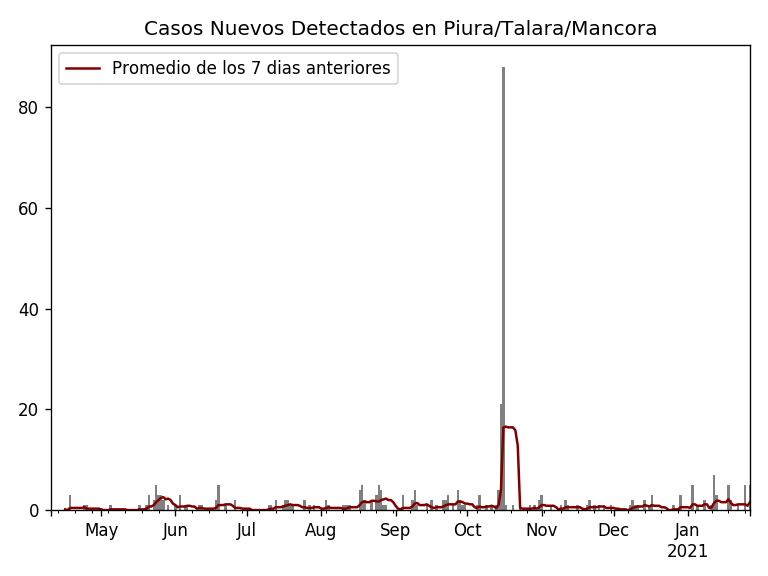 Casos Nuevos Detectados en Piura/Talara/Mancora
Promedio de los 7 dias anteriores
80
60
40
20
0
May Jun Jul Aug Sep Oct Nov Dec Jan
2021